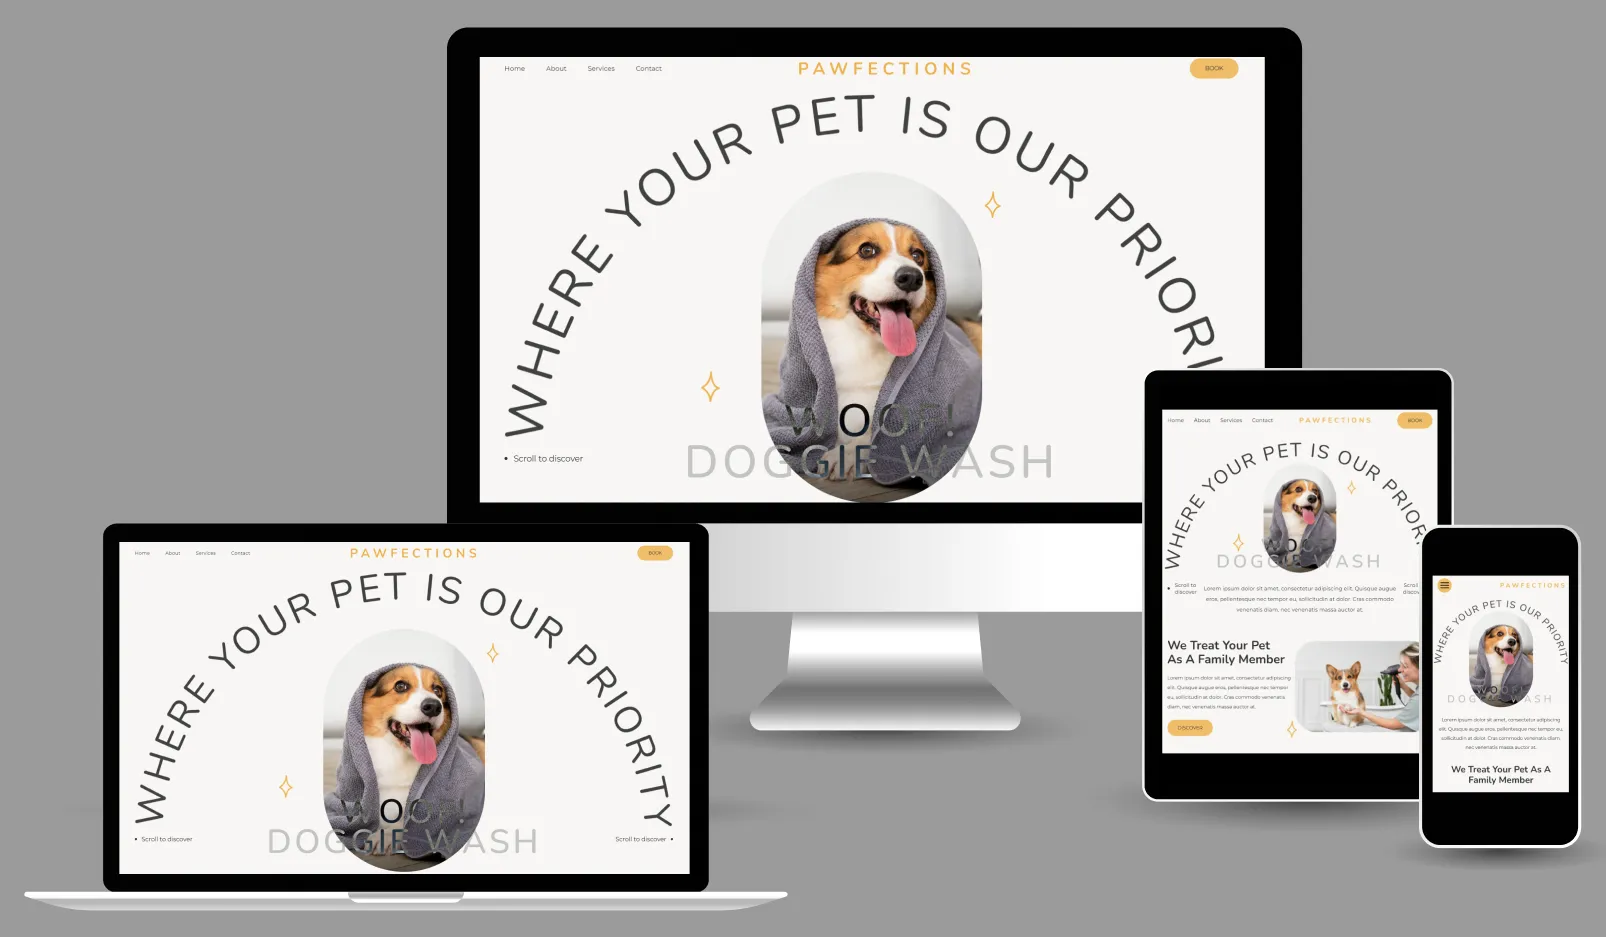 Home About Services Contact PAWFECTIONS BOOK
WHERE YOUR PET IS OUR PRIORI
WOOF!
DOGGIE WASH
• Scroll to discover
Home About Services Contact PAWFECTIONS BOOK
WHERE YOUR PET IS OUR PRIORITY
WOOF!
DOGGIE WASH
• Scroll to discover Scroll to discover •
Home About Services Contact PAWFECTIONS BOOK
WHERE YOUR PET IS OUR PRIOR
WOOF!
DOGGIE WASH
• Scroll to
discover
Lorem ipsum dolor sit amet, consectetur adipiscing elit. Quisque augue
eros, pellentesque nec tempor eu, sollicitudin at dolor. Cras commodo
venenatis diam, nec venenatis massa auctor at.
Scroll
disco
We Treat Your Pet
As A Family Member
Lorem ipsum dolor sit amet, consectetur adipiscing
elit. Quisque augue eros, pellentesque nec tempor
eu, sollicitudin at dolor. Cras commodo venenatis
diam, nec venenatis massa auctor at.
DISCOVER
PAWFECTIONS
WHERE YOUR PET IS OUR PRIORITY
WOOF!
DOGGIE WASH
Lorem ipsum dolor sit amet, consectetur adipiscing
elit. Quisque augue eros, pellentesque nec tempor eu,
sollicitudin at dolor. Cras commodo venenatis diam,
nec venenatis massa auctor at.
We Treat Your Pet As A
Family Member